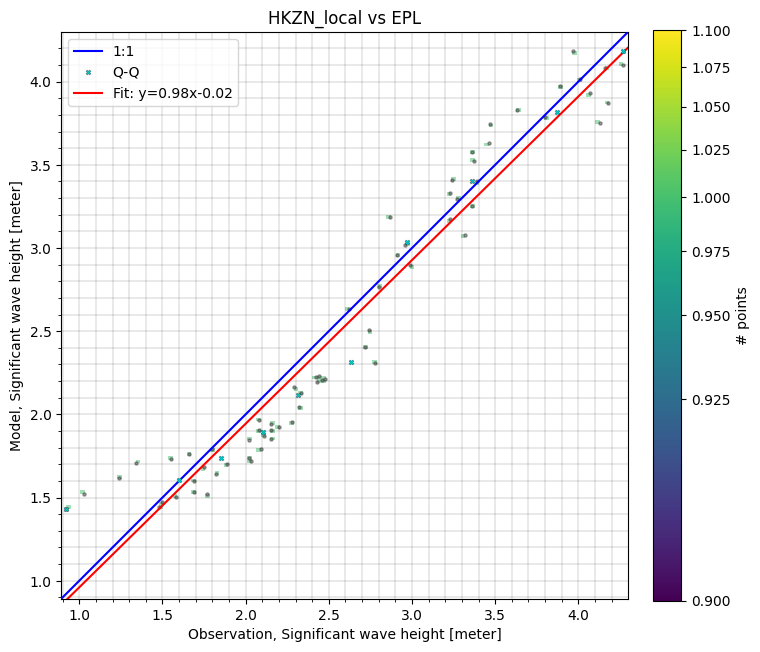 HKZN_local vs EPL
1:1
Q-Q
Fit: y=0.98x-0.02
Model, Significant wave height [meter]
4.0
3.5
3.0
2.5
2.0
1.5
1.0
1.0 1.5 2.0 2.5 3.0 3.5 4.0
Observation, Significant wave height [meter]
1.100
1.075
1.050
1.025
1.000
0.975
0.950
0.925
0.900
# points